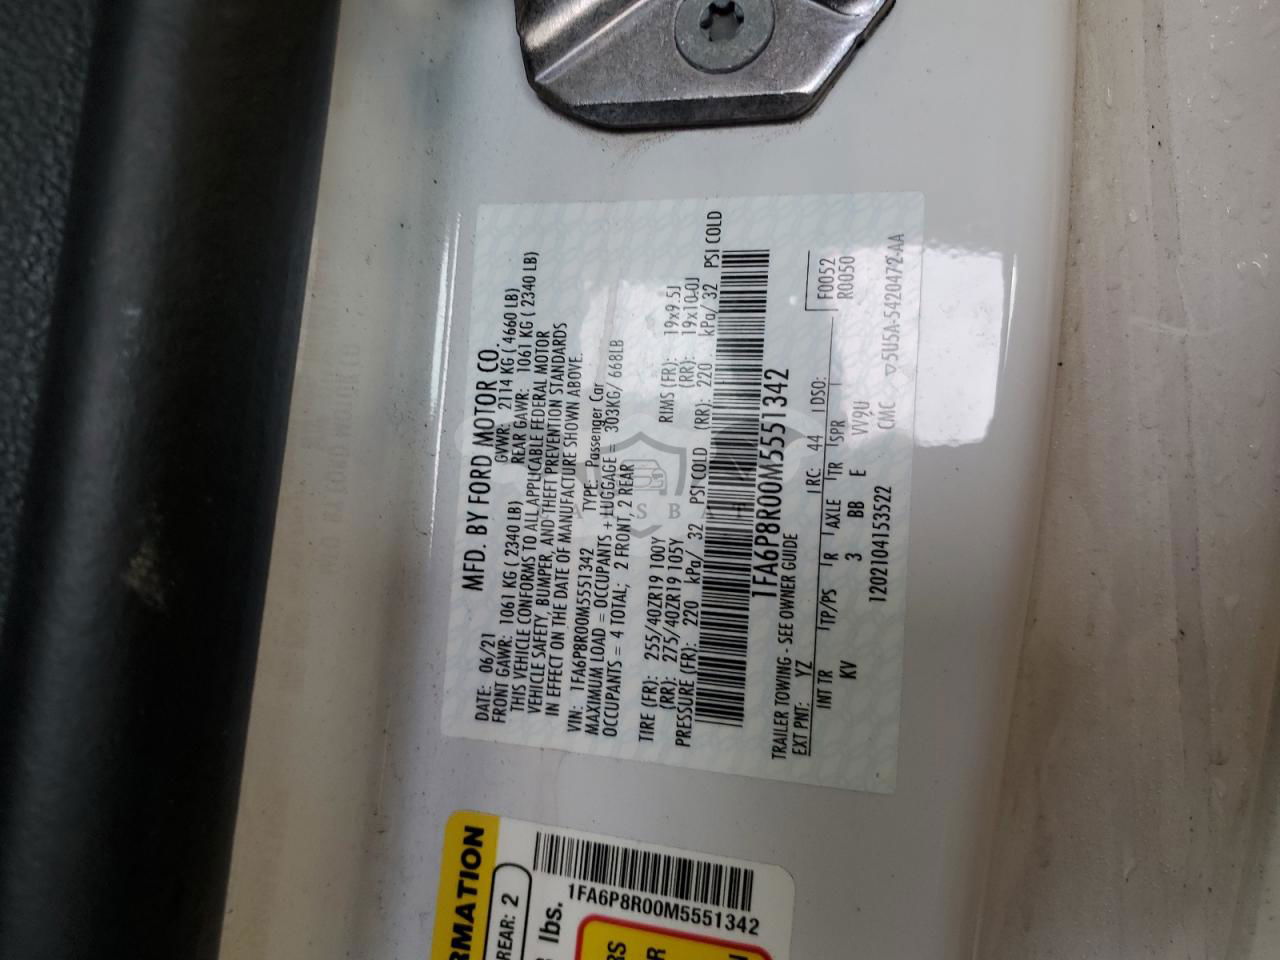 MFD. BY FORD MOTOR CO.
DATE: 06/21 GVWR: 2114 KG ( 4660 LB)
FRONT GAWR: 1061 KG ( 2340 LB) REAR GAWR: 1061 KG ( 2340 LB)
THIS VEHICLE CONFORMS TO ALL APPLICABLE FEDERAL MOTOR
VEHICLE SAFETY, BUMPER, AND THEFT PREVENTION STANDARDS
IN EFFECT ON THE DATE OF MANUFACTURE SHOWN ABOVE.
VIN: 1FA6P8R00M5551342 TYPE: Passenger Car
MAXIMUM LOAD = OCCUPANTS + LUGGAGE = 303KG/ 668LB
OCCUPANTS = 4 TOTAL; 2 FRONT, 2 REAR
TIRE (FR): 255/40ZR19 100Y RIMS (FR): 19x9.5J
(RR): 275/40ZR19 105Y (RR): 19x10.0J
PRESSURE (FR): 220 kPa/ 32 PSI COLD (RR): 220 kPa/ 32 PSI COLD
1FA6P8R00M5551342
TRAILER TOWING - SEE OWNER GUIDE
EXT PNT: YZ RC: 44 DSO: F0052
INT TR TP/PS R AXLE TR SPR R0050
KV 3 BB E VV9U
1202104153522 CMC ▽5U5A-5420472-AA
RMATION
REAR: 2
lbs.
1FA6P8R00M5551342
RS
R